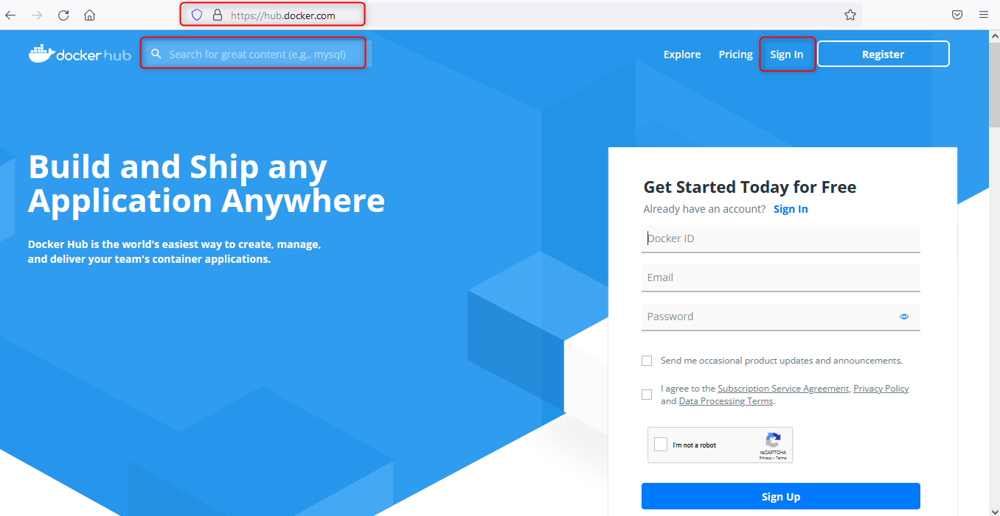 https://hub.docker.com
docker hub
Search for great content (e.g., mysql)
Explore
Pricing
Sign In
Register
Build and Ship any
Application Anywhere
Docker Hub is the world's easiest way to create, manage,
and deliver your team's container applications.
Get Started Today for Free
Already have an account? Sign In
Docker ID
Email
Password
Send me occasional product updates and announcements.
I agree to the Subscription Service Agreement, Privacy Policy
and Data Processing Terms.
I'm not a robot
reCAPTCHA
Privacy • Terms
Sign Up